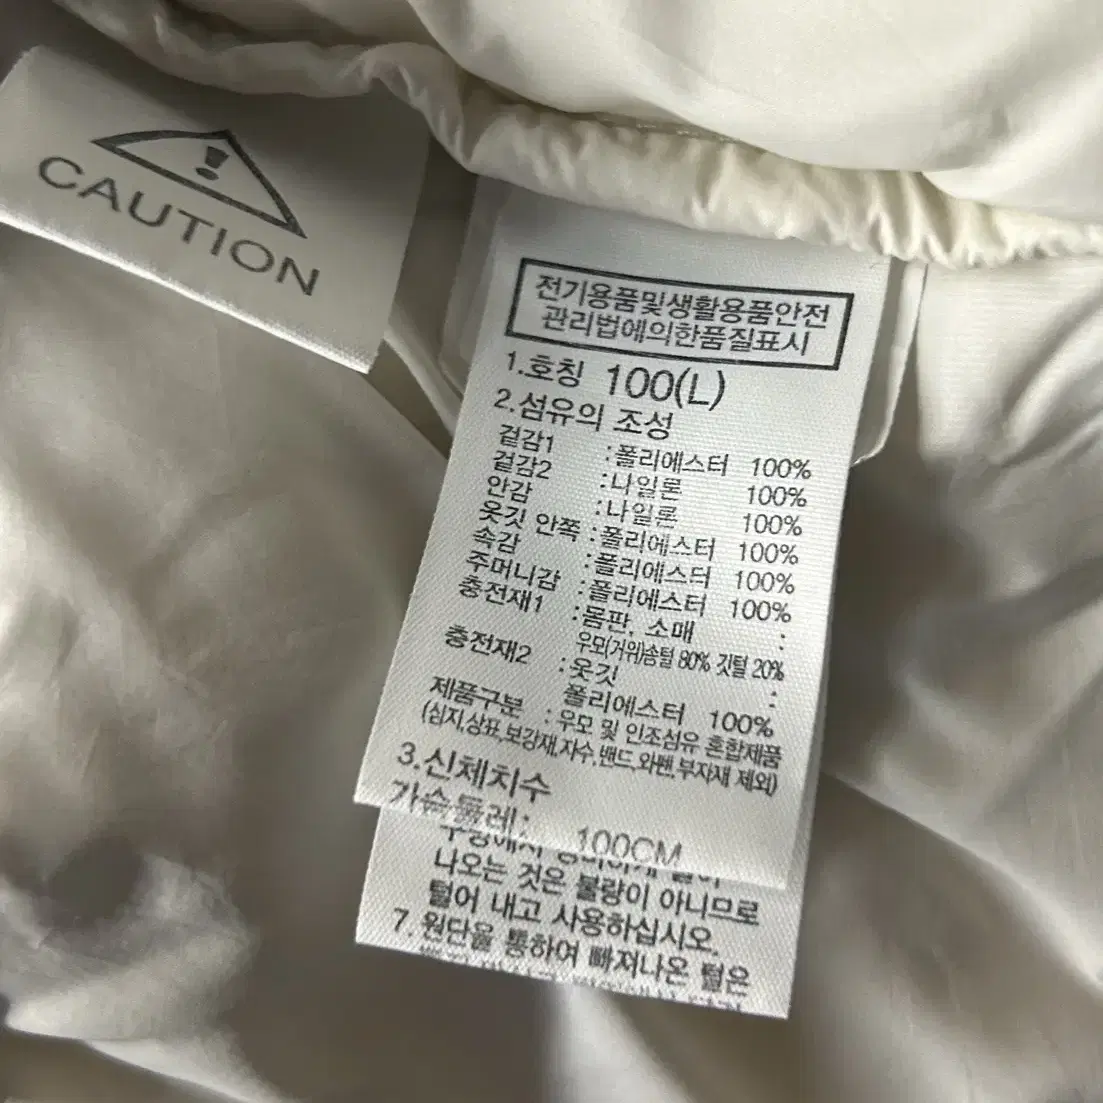 CAUTION
전기용품및생활용품안전
관리법에의한품질표시
1.호칭 100(L)
2.섬유의 조성
겉감1 :폴리에스터 100%
겉감2 :나일론 100%
안감 :나일론 100%
옷깃 안쪽 :폴리에스터 100%
속감 :폴리에스터 100%
주머니감 :폴리에스터 100%
충전재1 :몸판, 소매 :
우모(거위)솜털 80% 깃털 20%
충전재2 :옷깃 :
폴리에스터 100%
제품구분 :우모 및 인조섬유 혼합제품
(심지,상표,보강재,자수,밴드,와펜,부자재 제외)
3.신체치수
가슴둘레: 100CM
나오는 것은 불량이 아니므로
털어 내고 사용하십시오.
7. 원단을 통하여 빠져나온 털은